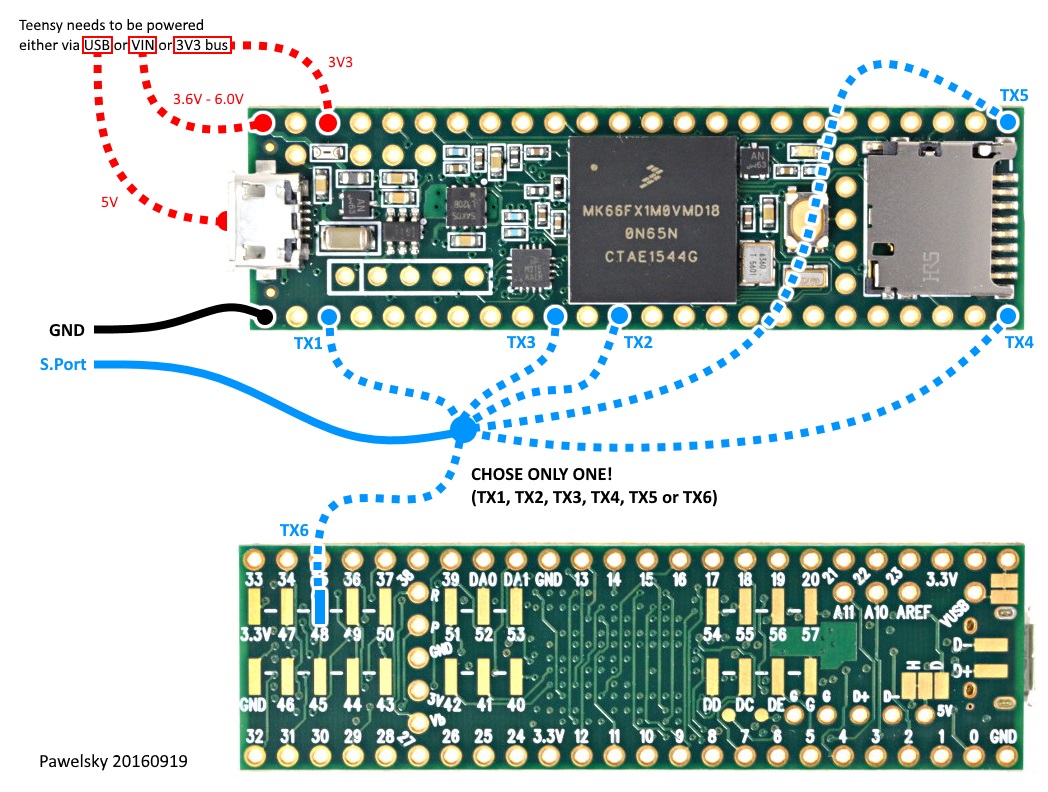 Teensy needs to be powered
either via USB or VIN or 3V3 bus
3V3
3.6V - 6.0V
5V
TX5
MK66FX1M0VMD18
0N65N
CTAE1544G
HRS
GND
S.Port
TX1
TX3
TX2
TX4
CHOSE ONLY ONE!
(TX1, TX2, TX3, TX4, TX5 or TX6)
TX6
33 34 35 36 37 38 39 DA0 DA1 GND 13 14 15 16 17 18 19 20 21 22 23 3.3V
R
P
GND
3V
Vb
A11 A10 AREF VUSB
3.3V 47 48 49 50 51 52 53 54 55 56 57
D-
D+
H D
GND 46 45 44 43 42 41 40 DD DC DE G G G D+ D- 5V
32 31 30 29 28 27 26 25 24 3.3V 12 11 10 9 8 7 6 5 4 3 2 1 0 GND
Pawelsky 20160919